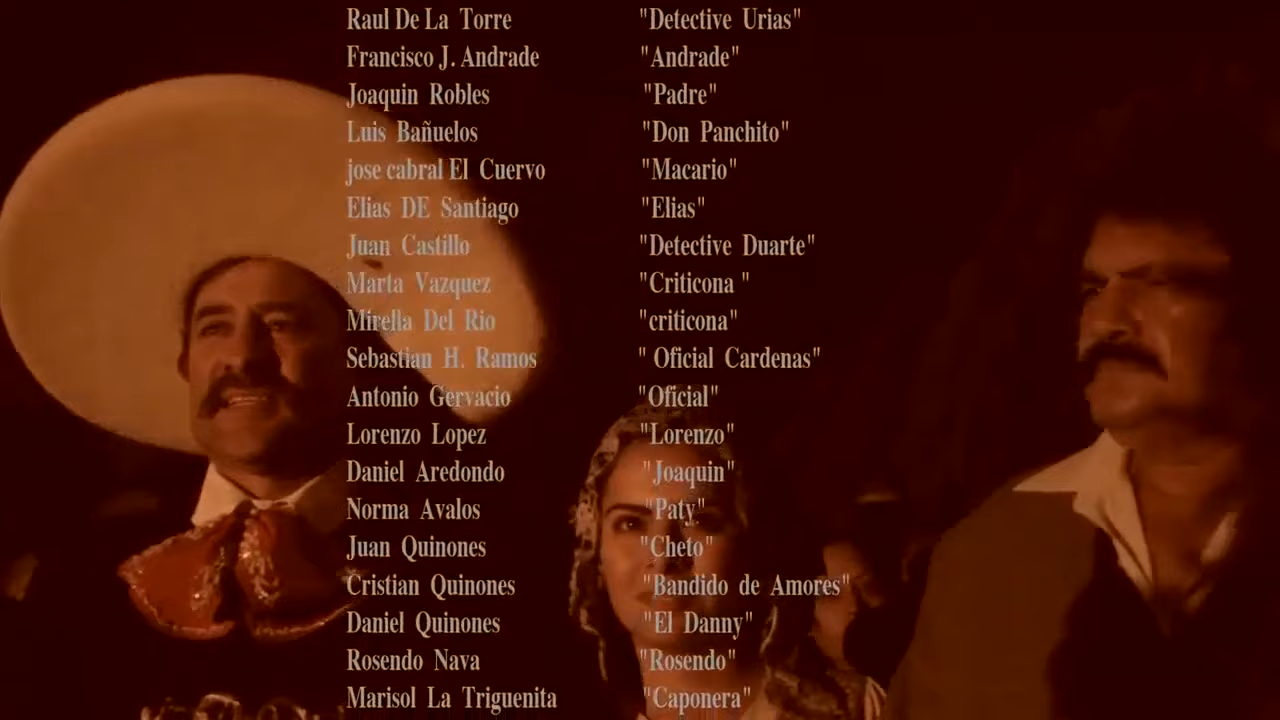 Raul De La Torre "Detective Urias"
Francisco J. Andrade "Andrade"
Joaquin Robles "Padre"
Luis Bañuelos "Don Panchito"
jose cabral El Cuervo "Macario"
Elias DE Santiago "Elias"
Juan Castillo "Detective Duarte"
Marta Vazquez "Criticona "
Mirella Del Rio "criticona"
Sebastian H. Ramos " Oficial Cardenas"
Antonio Gervacio "Oficial"
Lorenzo Lopez "Lorenzo"
Daniel Aredondo "Joaquin"
Norma Avalos "Paty"
Juan Quinones "Cheto"
Cristian Quinones "Bandido de Amores"
Daniel Quinones "El Danny"
Rosendo Nava "Rosendo"
Marisol La Triguenita "Caponera"